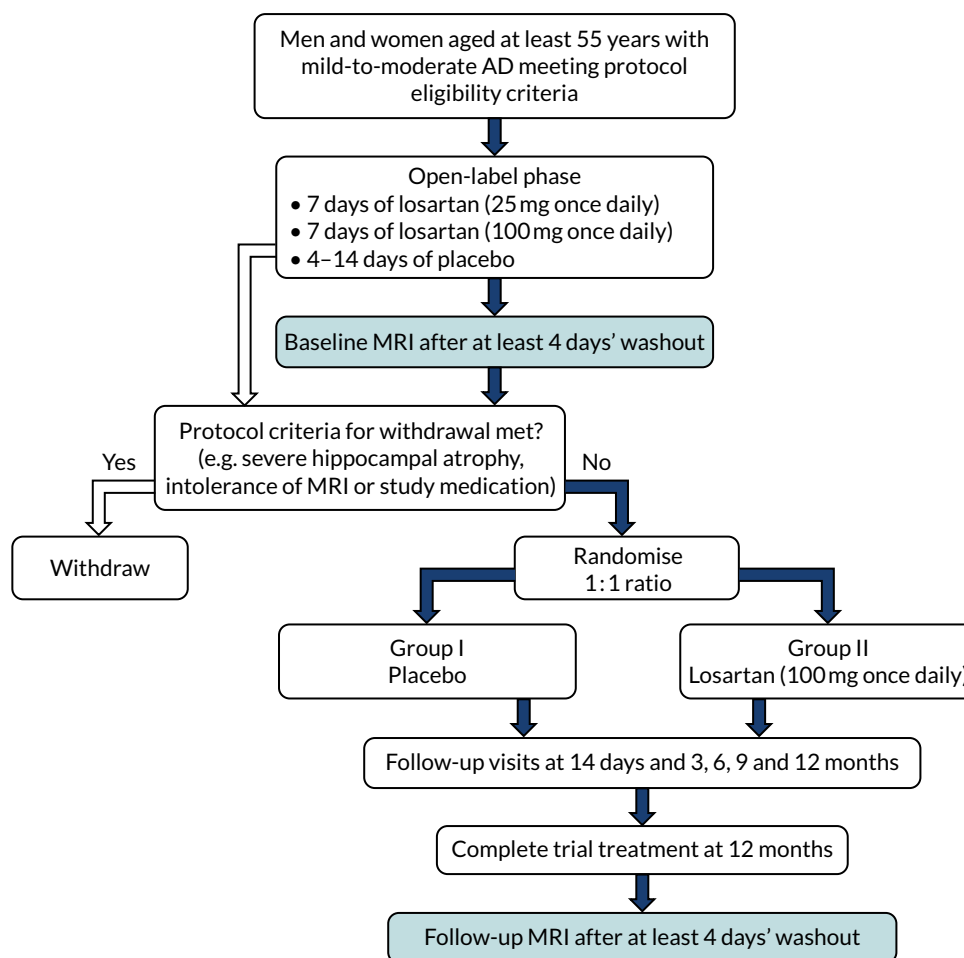 Men and women aged at least 55 years with
mild-to-moderate AD meeting protocol
eligibility criteria
Open-label phase
• 7 days of losartan (25 mg once daily)
• 7 days of losartan (100 mg once daily)
• 4–14 days of placebo
Baseline MRI after at least 4 days’ washout
Protocol criteria for withdrawal met?
(e.g. severe hippocampal atrophy,
intolerance of MRI or study medication)
Yes
No
Withdraw
Randomise
1 : 1 ratio
Group I
Placebo
Group II
Losartan (100 mg once daily)
Follow-up visits at 14 days and 3, 6, 9 and 12 months
Complete trial treatment at 12 months
Follow-up MRI after at least 4 days’ washout